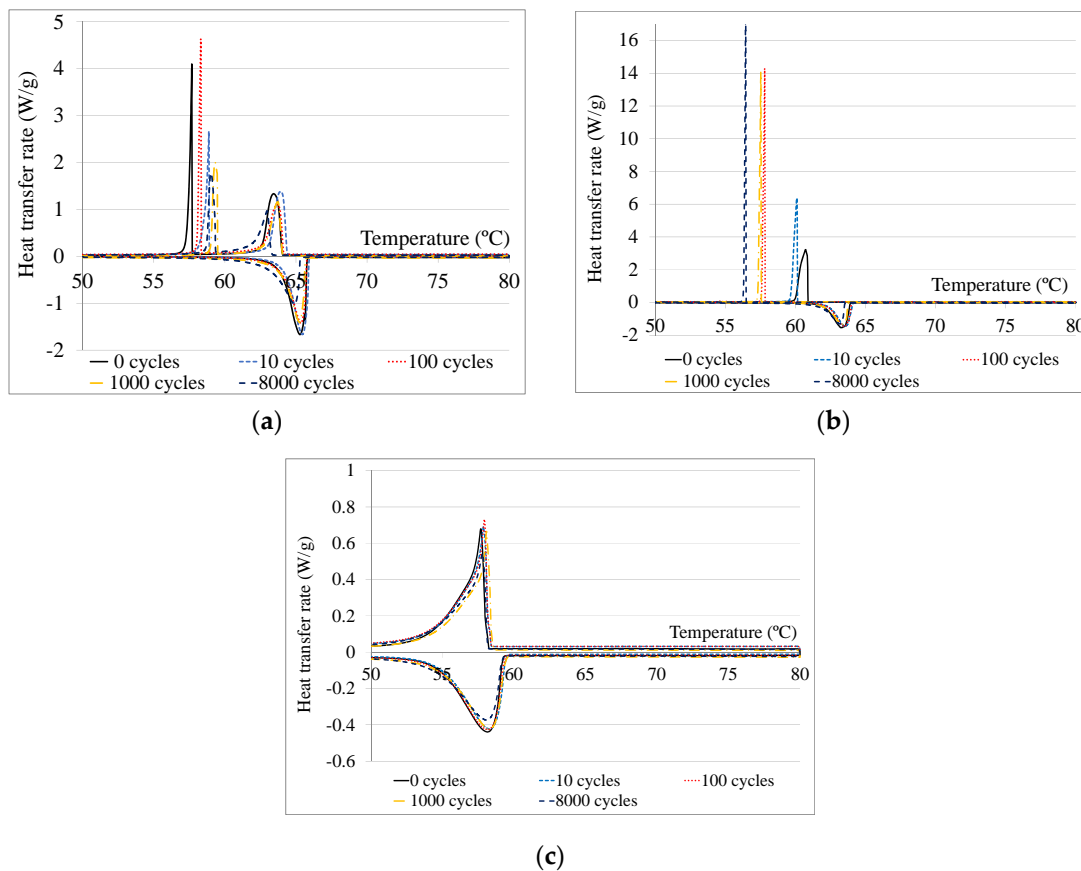 5
4
3
2
1
0
-1
-2
Heat transfer rate (W/g)
Temperature (ºC)
50 55 60 65 70 75 80
0 cycles 10 cycles 100 cycles
1000 cycles 8000 cycles
(a)
16
14
12
10
8
6
4
2
0
-2
Heat transfer rate (W/g)
Temperature (ºC)
50 55 60 65 70 75 80
0 cycles 10 cycles 100 cycles
1000 cycles 8000 cycles
(b)
1
0.8
0.6
0.4
0.2
0
-0.2
-0.4
-0.6
Heat transfer rate (W/g)
Temperature (ºC)
50 55 60 65 70 75 80
0 cycles 10 cycles 100 cycles
1000 cycles 8000 cycles
(c)